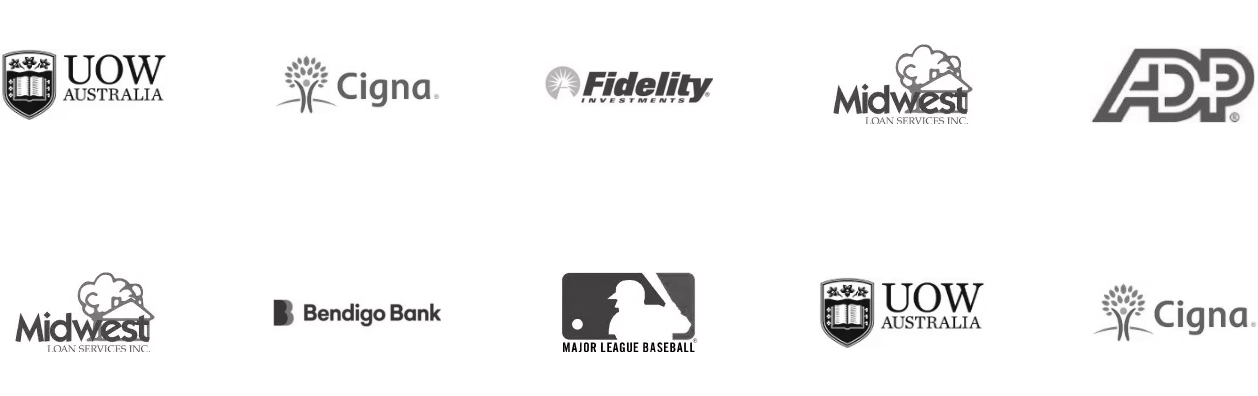 UOW
AUSTRALIA
Cigna®
Fidelity®
INVESTMENTS
Midwest
LOAN SERVICES INC.
ADP®
Midwest
LOAN SERVICES INC.
Bendigo Bank
MAJOR LEAGUE BASEBALL®
UOW
AUSTRALIA
Cigna®